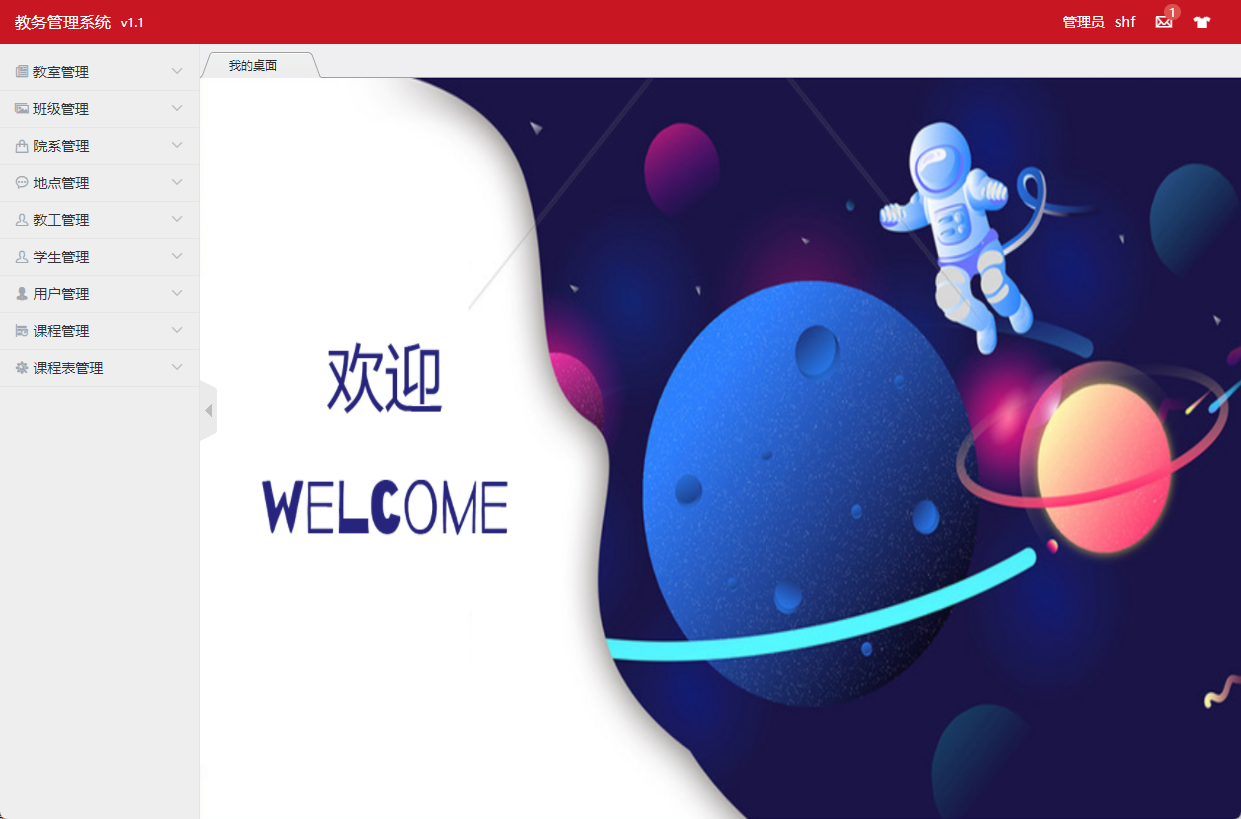 教务管理系统 v1.1
管理员 shf 1
教室管理
班级管理
院系管理
地点管理
教工管理
学生管理
用户管理
课程管理
课程表管理
我的桌面
欢迎
WELCOME